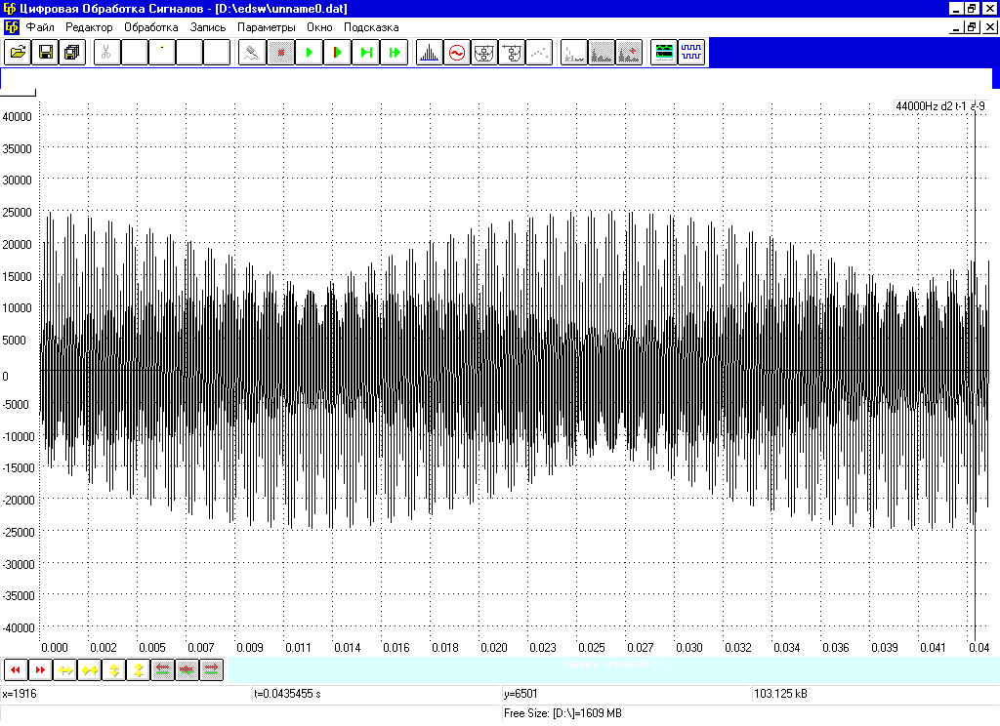 Цифровая Обработка Сигналов - [D:\edsw\unname0.dat]
Файл Редактор Обработка Запись Параметры Окно Подсказка
44000Hz d2 t-1 a-9
40000
35000
30000
25000
20000
15000
10000
5000
0
-5000
-10000
-15000
-20000
-25000
-30000
-35000
-40000
0.000 0.002 0.005 0.007 0.009 0.011 0.014 0.016 0.018 0.020 0.023 0.025 0.027 0.030 0.032 0.034 0.036 0.039 0.041 0.04
Запись: unname0.dat
x=1916 t=0.0435455 s y=6501 103.125 kB
Free Size: [D:\]=1609 MB